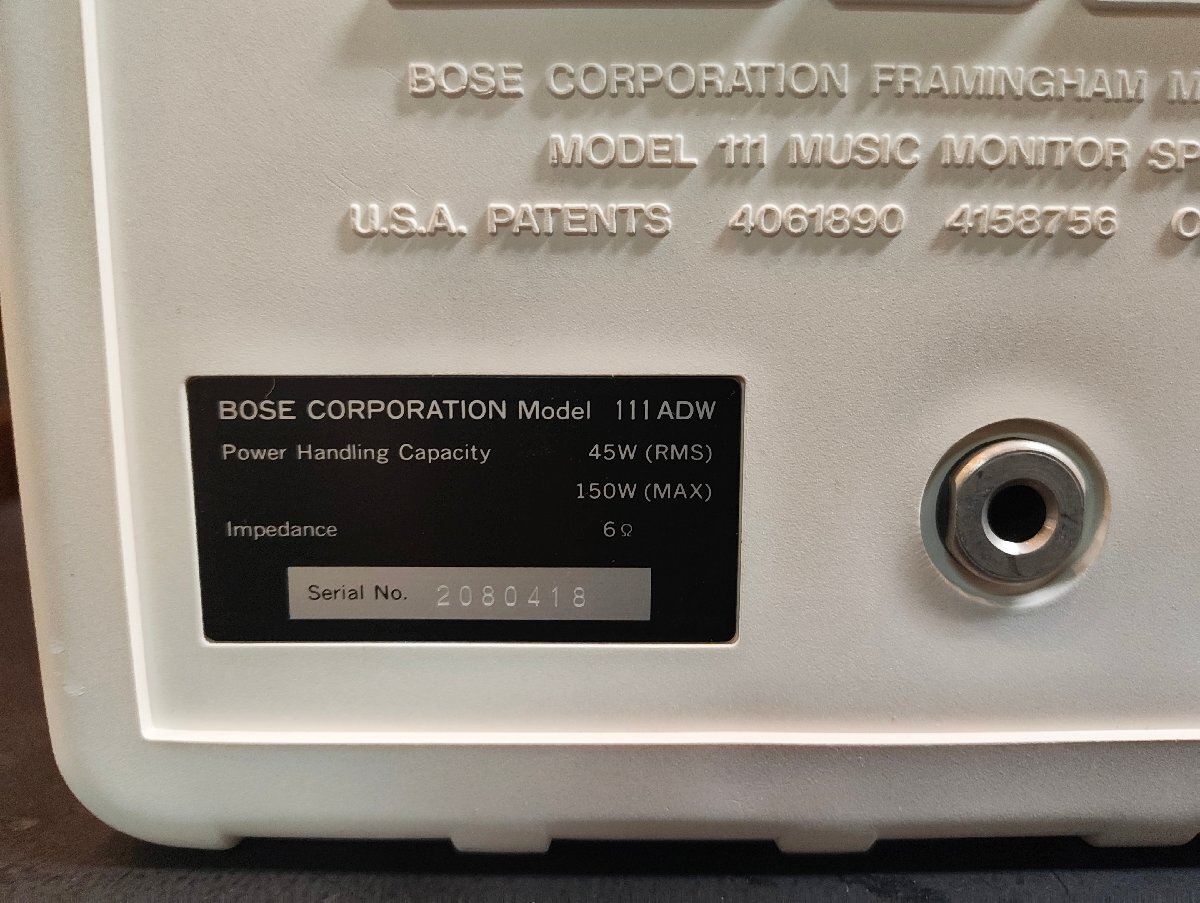 BOSE CORPORATION FRAMINGHAM
MODEL 111 MUSIC MONITOR
U.S.A. PATENTS 4061890 4158756
BOSE CORPORATION Model 111ADW
Power Handling Capacity 45W (RMS)
150W (MAX)
Impedance 6Ω
Serial No. 2080418